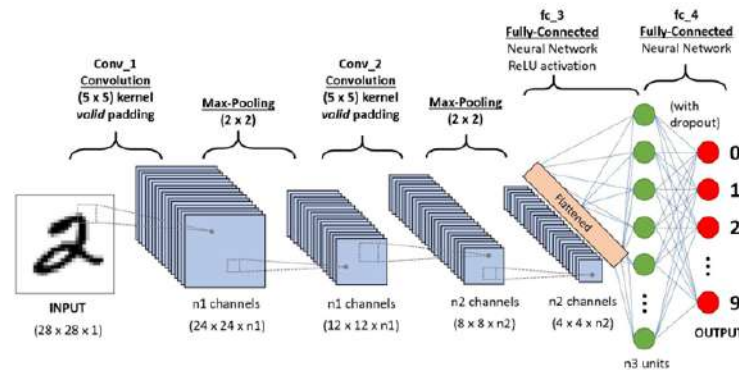 fc_3
Fully-Connected
Neural Network
ReLU activation
fc_4
Fully-Connected
Neural Network
Conv_1
Convolution
(5 x 5) kernel
valid padding
Max-Pooling
(2 x 2)
Conv_2
Convolution
(5 x 5) kernel
valid padding
Max-Pooling
(2 x 2)
(with
dropout)
Flattened
0
1
2
9
2
INPUT
(28 x 28 x 1)
n1 channels
(24 x 24 x n1)
n1 channels
(12 x 12 x n1)
n2 channels
(8 x 8 x n2)
n2 channels
(4 x 4 x n2)
OUTPUT
n3 units